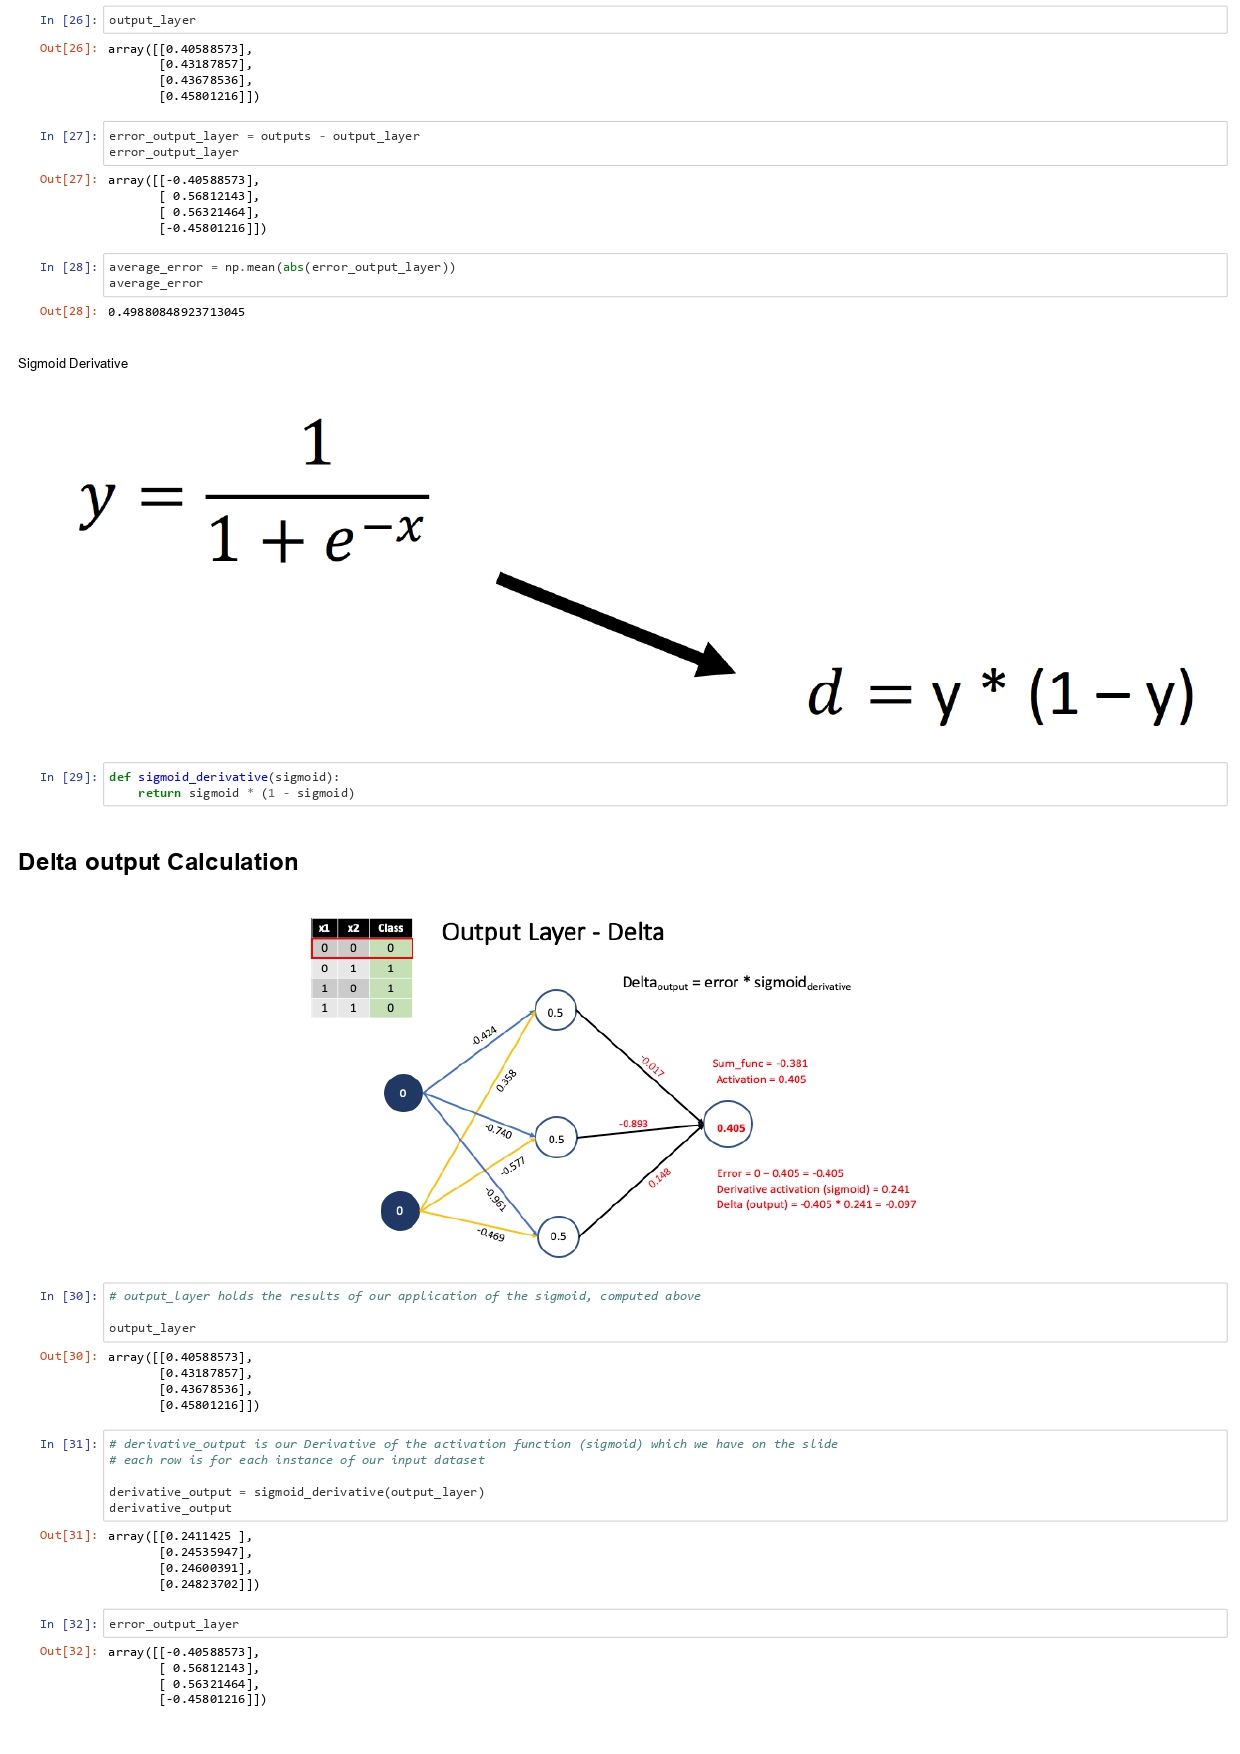 In [26]: output_layer
Out[26]: array([[0.40588573],
[0.43187857],
[0.43678536],
[0.45801216]])
In [27]: error_output_layer = outputs - output_layer
error_output_layer
Out[27]: array([[-0.40588573],
[ 0.56812143],
[ 0.56321464],
[-0.45801216]])
In [28]: average_error = np.mean(abs(error_output_layer))
average_error
Out[28]: 0.49880848923713045
Sigmoid Derivative
y = 1 / (1 + e^{-x})
d = y * (1 – y)
In [29]: def sigmoid_derivative(sigmoid):
return sigmoid * (1 - sigmoid)
Delta output Calculation
x1 x2 Class
0 0 0
0 1 1
1 0 1
1 1 0
Output Layer - Delta
Delta_output = error * sigmoid_derivative
0.5
-0.424
0.358
-0.017
Sum_func = -0.381
Activation = 0.405
0
-0.740
0.5
-0.893
0.405
-0.577
0.148
Error = 0 – 0.405 = -0.405
Derivative activation (sigmoid) = 0.241
Delta (output) = -0.405 * 0.241 = -0.097
0
-0.961
-0.469
0.5
In [30]: # output_layer holds the results of our application of the sigmoid, computed above
output_layer
Out[30]: array([[0.40588573],
[0.43187857],
[0.43678536],
[0.45801216]])
In [31]: # derivative_output is our Derivative of the activation function (sigmoid) which we have on the slide
# each row is for each instance of our input dataset
derivative_output = sigmoid_derivative(output_layer)
derivative_output
Out[31]: array([[0.2411425 ],
[0.24535947],
[0.24600391],
[0.24823702]])
In [32]: error_output_layer
Out[32]: array([[-0.40588573],
[ 0.56812143],
[ 0.56321464],
[-0.45801216]])